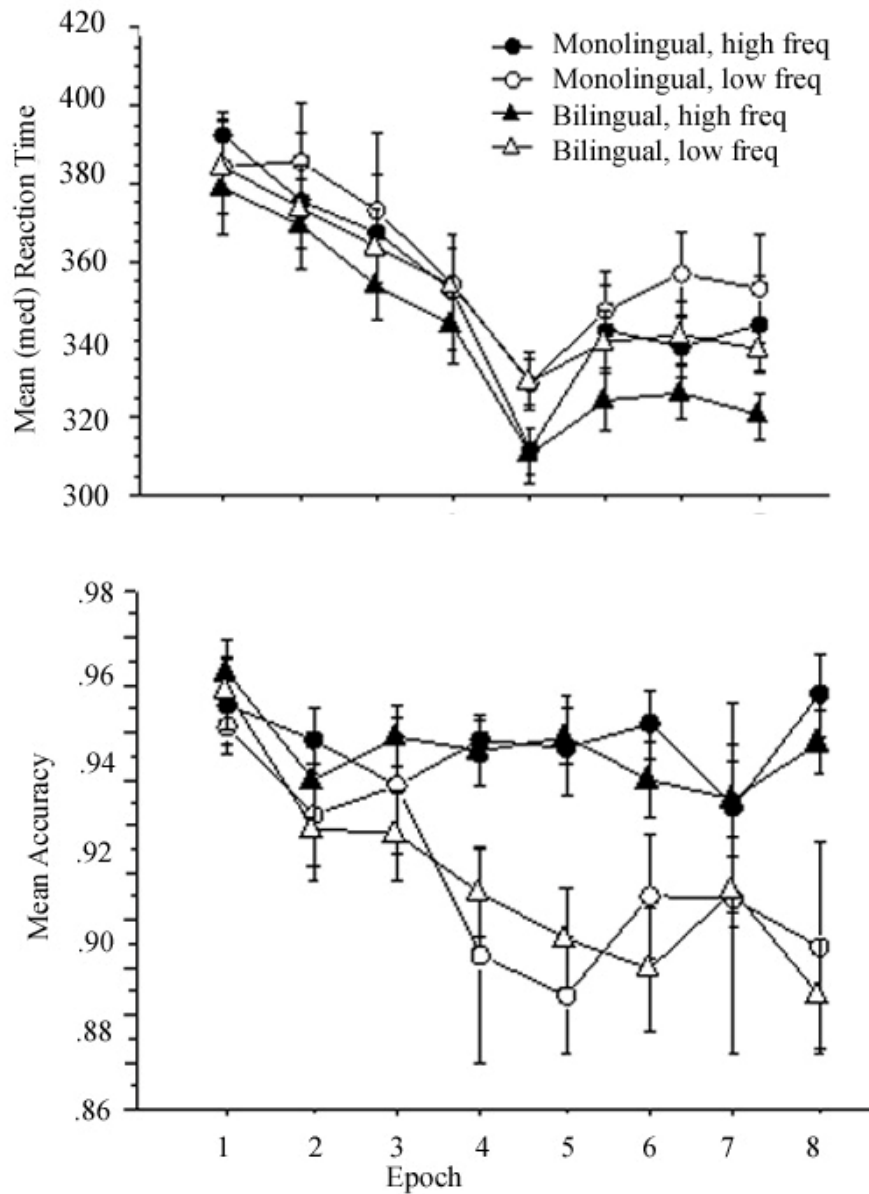 420
400
380
360
340
320
300
Mean (med) Reaction Time
Monolingual, high freq
Monolingual, low freq
Bilingual, high freq
Bilingual, low freq
.98
.96
.94
.92
.90
.88
.86
Mean Accuracy
1 2 3 4 5 6 7 8
Epoch